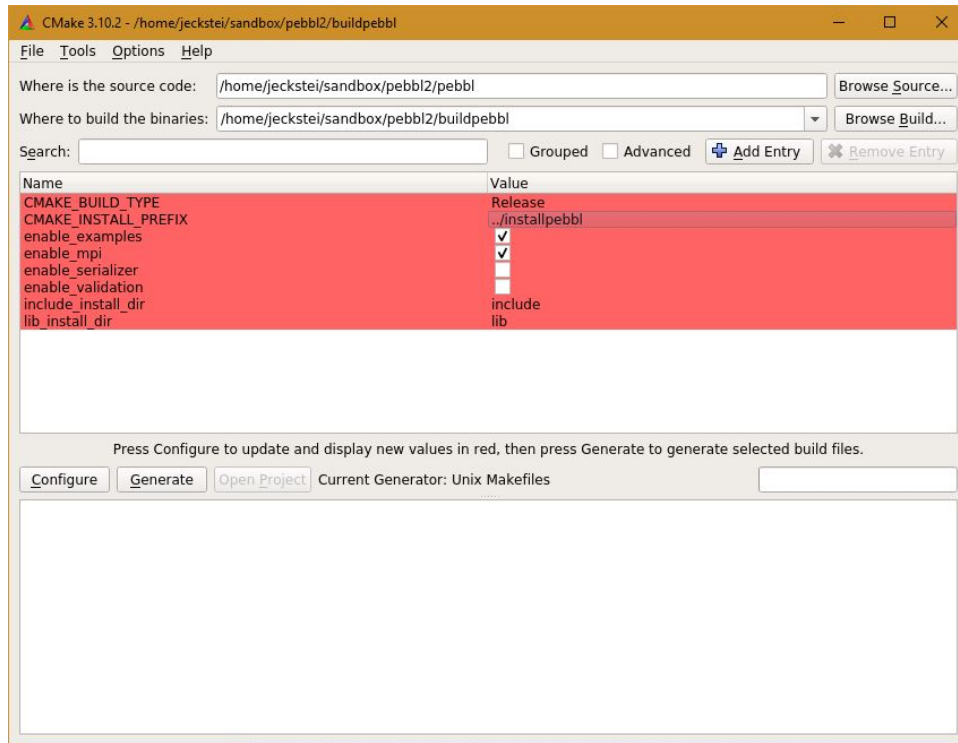 CMake 3.10.2 - /home/jeckstei/sandbox/pebbl2/buildpebbl
File Tools Options Help
Where is the source code: /home/jeckstei/sandbox/pebbl2/pebbl Browse Source...
Where to build the binaries: /home/jeckstei/sandbox/pebbl2/buildpebbl Browse Build...
Search: Grouped Advanced Add Entry Remove Entry
Name Value
CMAKE_BUILD_TYPE Release
CMAKE_INSTALL_PREFIX ../installpebbl
enable_examples
enable_mpi
enable_serializer
enable_validation
include_install_dir include
lib_install_dir lib
Press Configure to update and display new values in red, then press Generate to generate selected build files.
Configure Generate Open Project Current Generator: Unix Makefiles